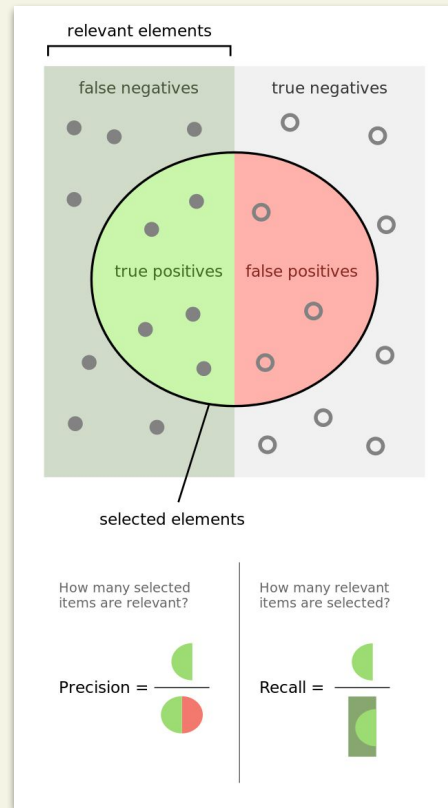 relevant elements
false negatives
true negatives
true positives
false positives
selected elements
How many selected
items are relevant?
How many relevant
items are selected?
Precision =
Recall =